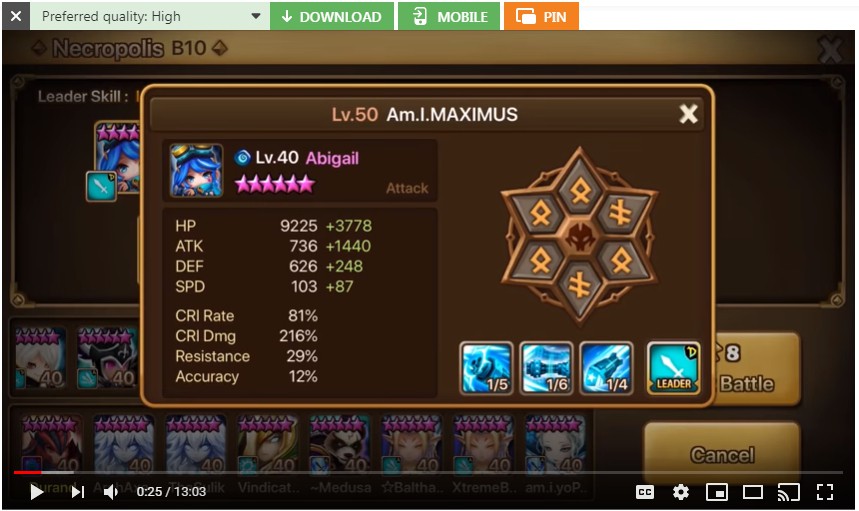 Preferred quality: High
DOWNLOAD
MOBILE
PIN
Necropolis B10
Leader Skill :
Lv.50 Am.I.MAXIMUS
Lv.40 Abigail
Attack
HP 9225 +3778
ATK 736 +1440
DEF 626 +248
SPD 103 +87
CRI Rate 81%
CRI Dmg 216%
Resistance 29%
Accuracy 12%
1/5
1/6
1/4
D
LEADER
40
40
8
Battle
40
40
40
40
40
40
40
40
Durand
TheCulik
Vindicat..
~Medusa
☆Baltha..
XtremeB..
am.i.yoP..
Cancel
0:25 / 13:03
CC